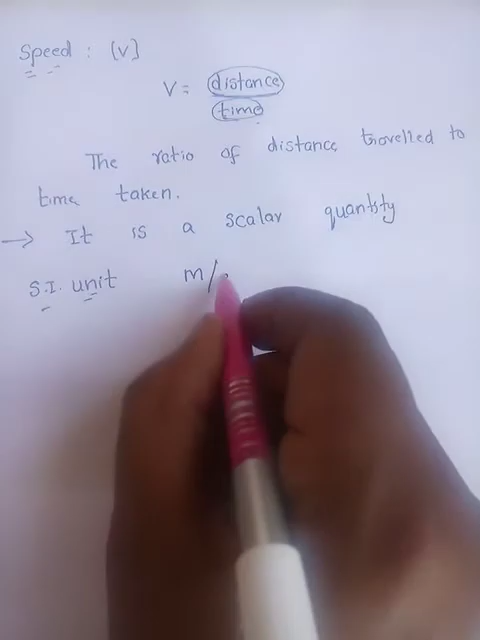 Speed : (v)
v = distance
time
The ratio of distance travelled to
time taken.
→ It is a scalar quantity
S.I. unit m/